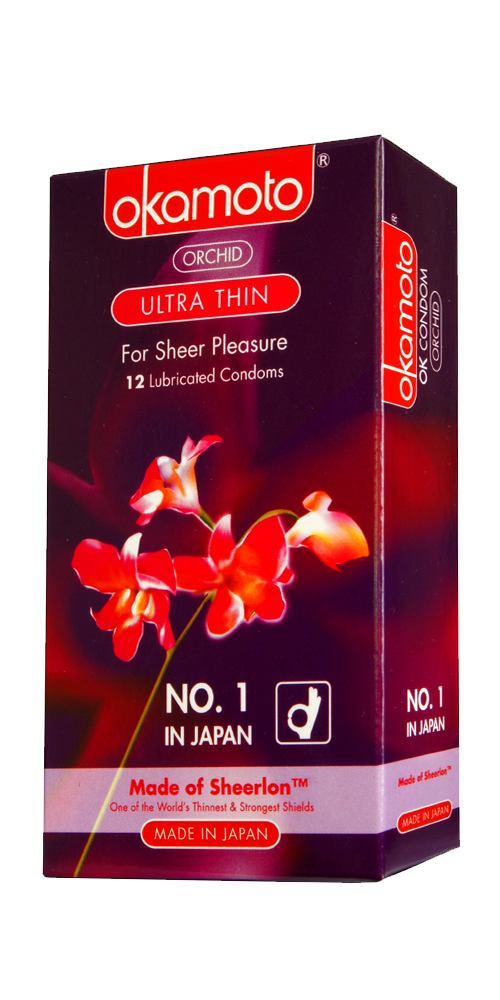 okamoto®
ORCHID
ULTRA THIN
For Sheer Pleasure
12 Lubricated Condoms
NO. 1
IN JAPAN
Made of Sheerlon™
One of the World's Thinnest & Strongest Shields
MADE IN JAPAN
okamoto®
OK CONDOM
ORCHID
NO. 1
IN JAPAN
Made of Sheerlon™
MADE IN JAPAN